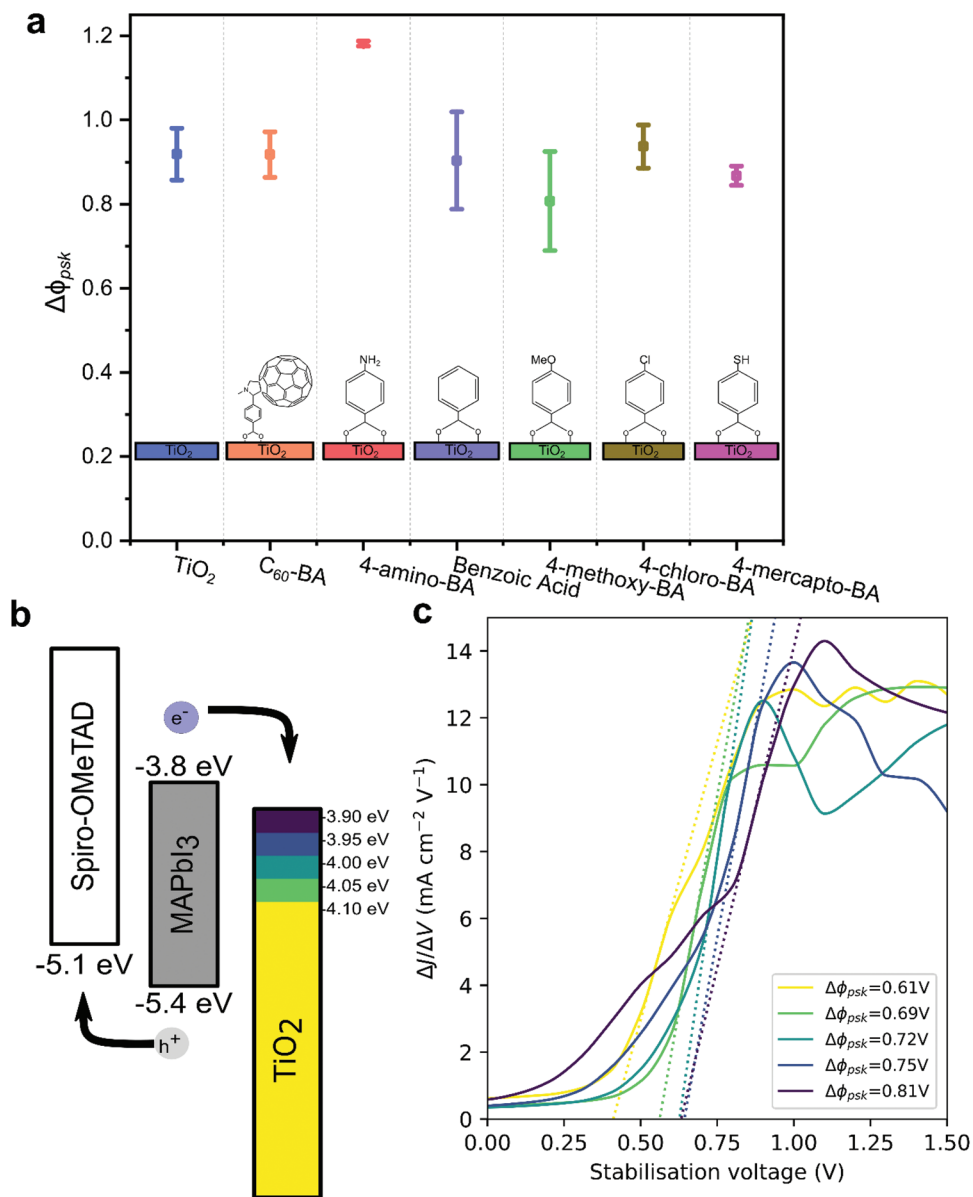 a
Δϕpsk
1.2
1.0
0.8
0.6
0.4
0.2
0.0
N
O O
NH₂
O O
O O
MeO
O O
Cl
O O
SH
O O
TiO₂ TiO₂ TiO₂ TiO₂ TiO₂ TiO₂ TiO₂
TiO₂
C₆₀-BA
4-amino-BA
Benzoic Acid
4-methoxy-BA
4-chloro-BA
4-mercapto-BA
b
Spiro-OMeTAD
-5.1 eV
h⁺
e⁻
-3.8 eV
MAPbI₃
-5.4 eV
-3.90 eV
-3.95 eV
-4.00 eV
-4.05 eV
-4.10 eV
TiO₂
c
ΔJ/ΔV (mA cm⁻² V⁻¹)
14
12
10
8
6
4
2
0
Δϕpsk=0.61V
Δϕpsk=0.69V
Δϕpsk=0.72V
Δϕpsk=0.75V
Δϕpsk=0.81V
0.00 0.25 0.50 0.75 1.00 1.25 1.50
Stabilisation voltage (V)